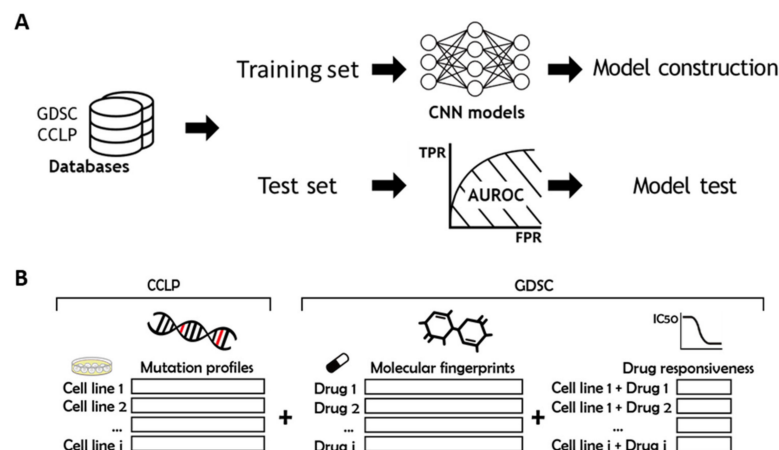 A
Training set
CNN models
Model construction
GDSC
CCLP
Databases
Test set
TPR
AUROC
FPR
Model test
B
CCLP
GDSC
IC50
Mutation profiles
Molecular fingerprints
Drug responsiveness
Cell line 1
Cell line 2
...
Cell line i
+
Drug 1
Drug 2
...
Drug j
+
Cell line 1 + Drug 1
Cell line 1 + Drug 2
...
Cell line i + Drug j